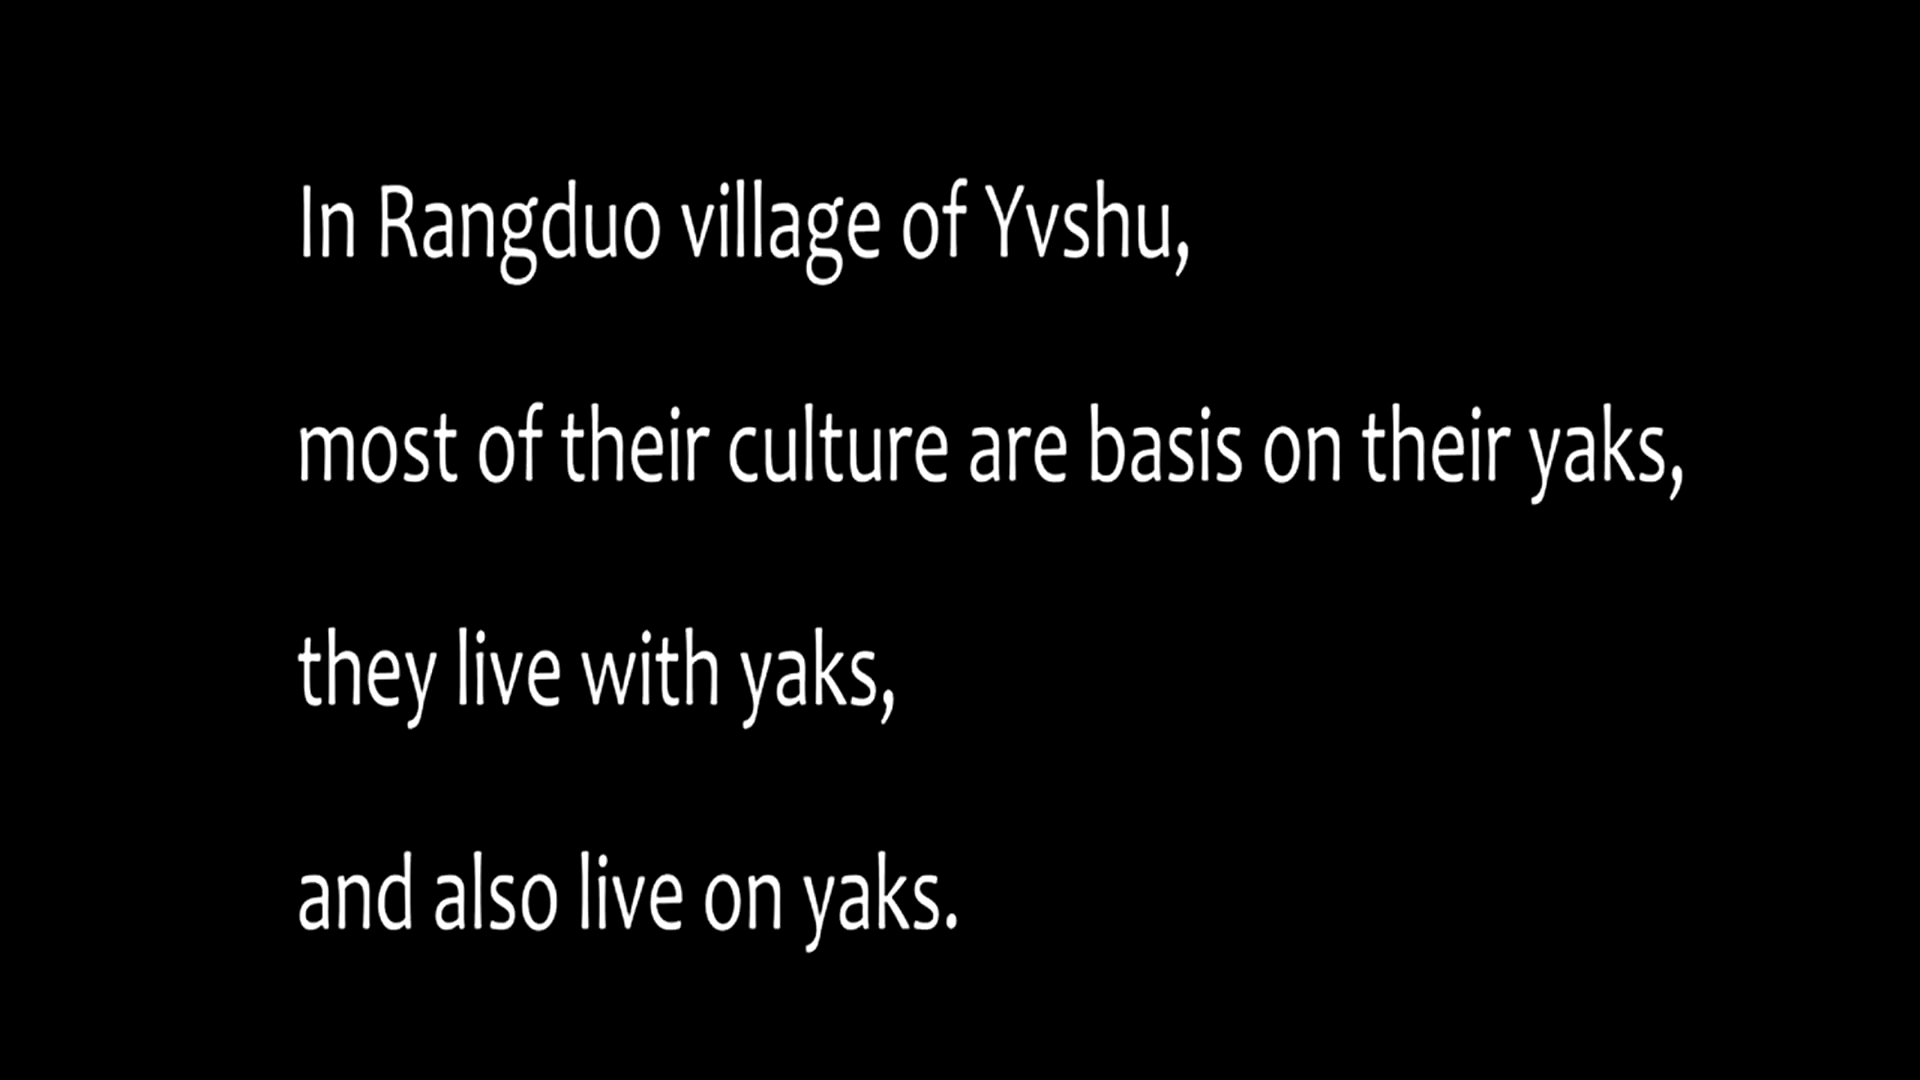 In Rangduo village of Yvshu,
most of their culture are basis on their yaks,
they live with yaks,
and also live on yaks.